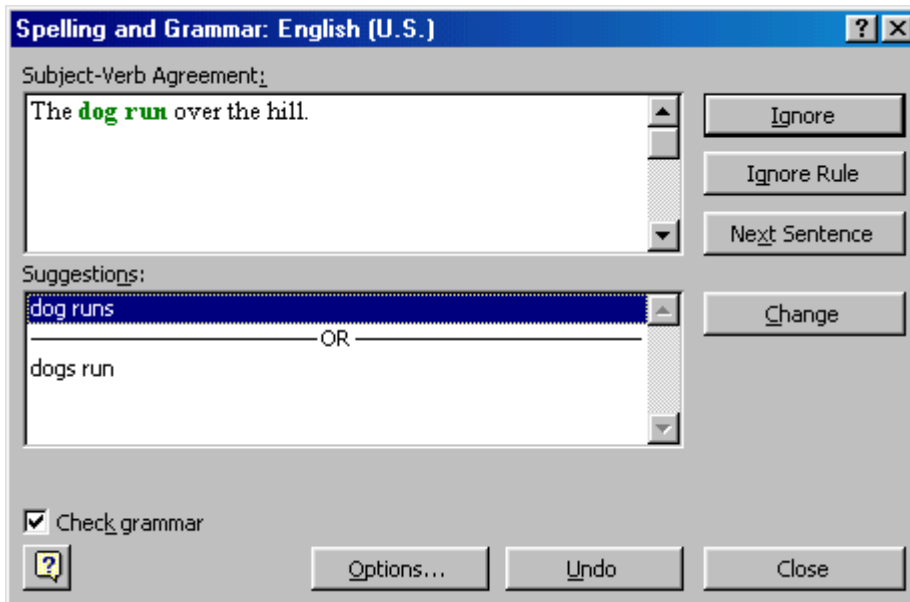 Spelling and Grammar: English (U.S.)
Subject-Verb Agreement:
The dog run over the hill.
Ignore
Ignore Rule
Next Sentence
Suggestions:
dog runs
OR
dogs run
Change
Check grammar
Options...
Undo
Close